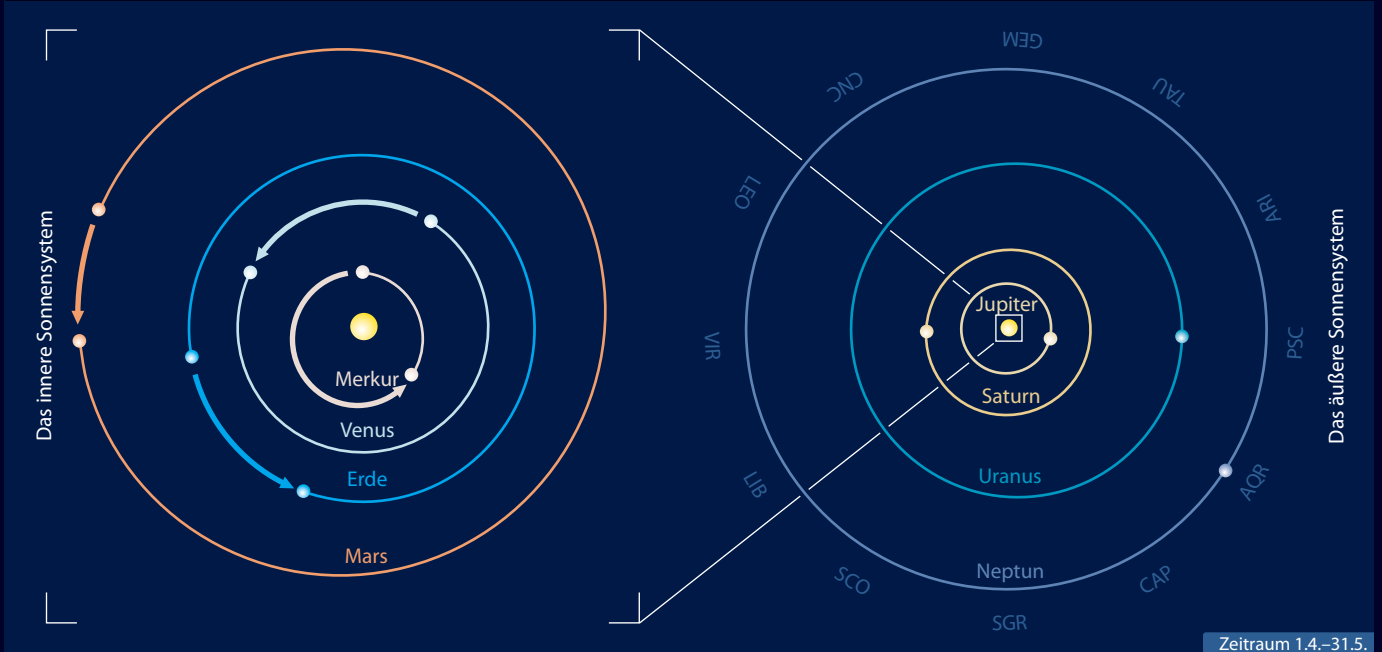 Das innere Sonnensystem
Merkur
Venus
Erde
Mars
GEM
CNC
TAU
LEO
ARI
Jupiter
VIR
PSC
Saturn
Uranus
LIB
AQR
Neptun
SCO
CAP
SGR
Das äußere Sonnensystem
Zeitraum 1.4.–31.5.